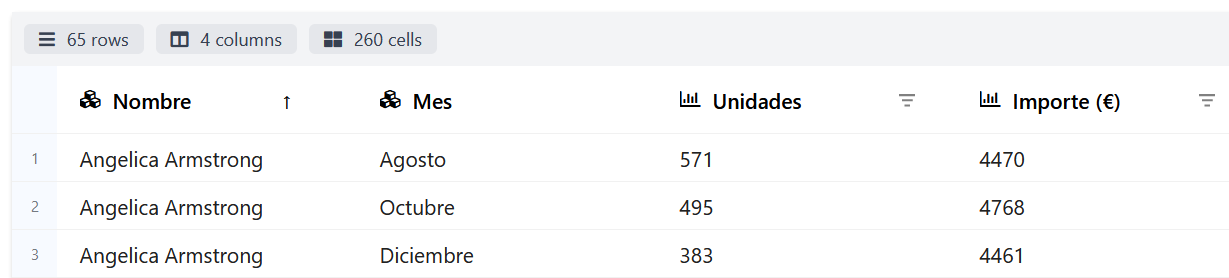 65 rows 4 columns 260 cells
Nombre ↑ Mes Unidades Importe (€)
1 Angelica Armstrong Agosto 571 4470
2 Angelica Armstrong Octubre 495 4768
3 Angelica Armstrong Diciembre 383 4461